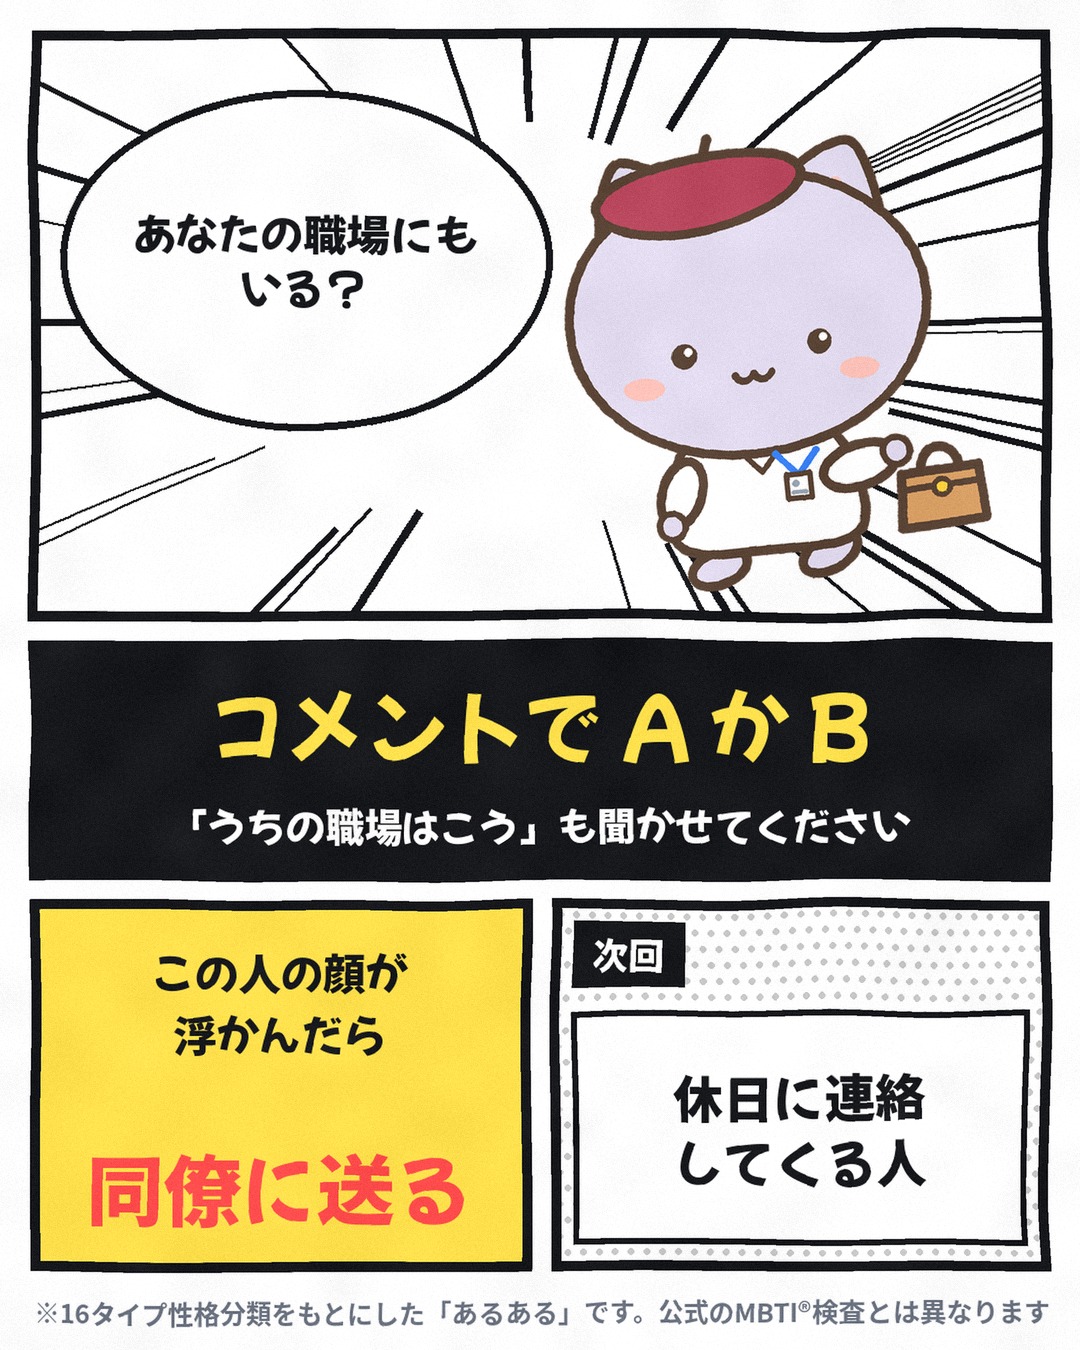 あなたの職場にも
いる？
コメントでAかB
「うちの職場はこう」も聞かせてください
この人の顔が
浮かんだら
同僚に送る
次回
休日に連絡
してくる人
※16タイプ性格分類をもとにした「あるある」です。公式のMBTI®検査とは異なります